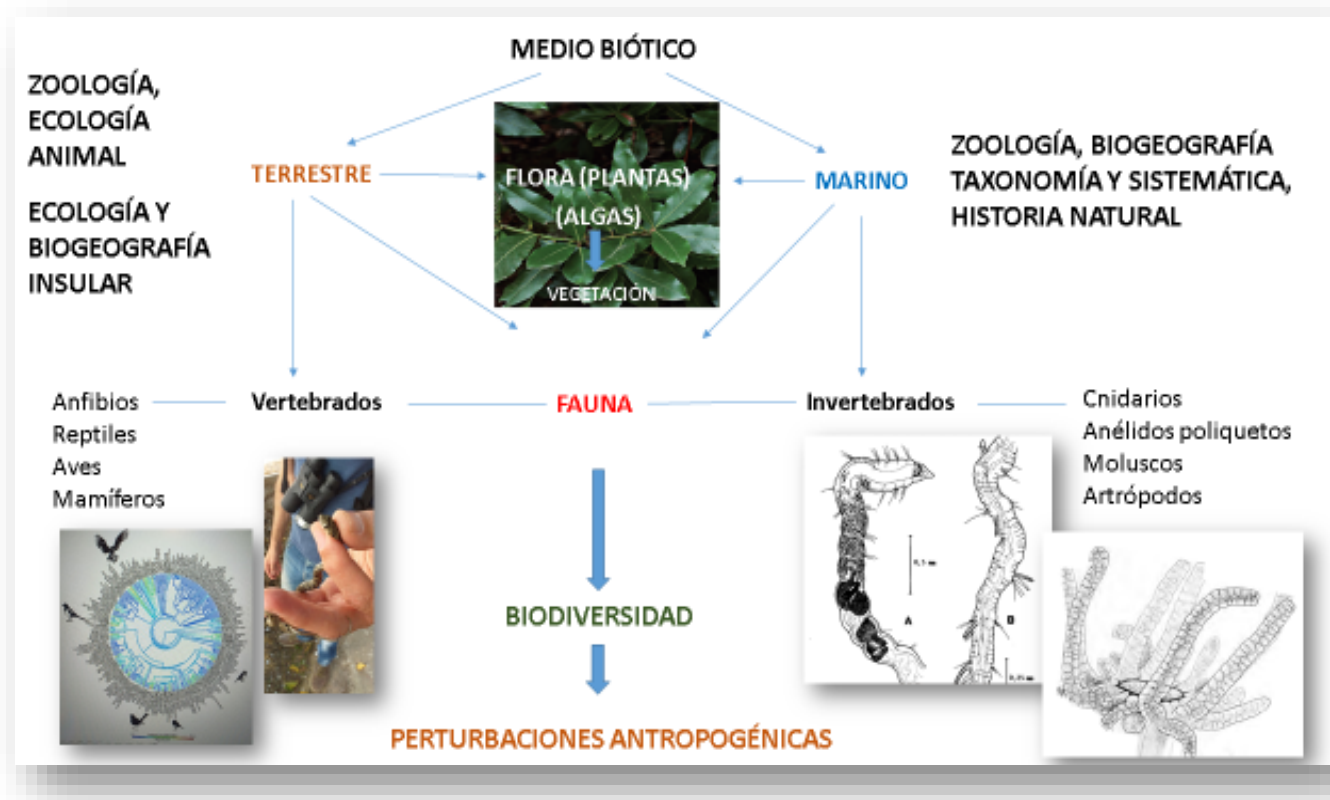 MEDIO BIÓTICO
ZOOLOGÍA,
ECOLOGÍA
ANIMAL
ECOLOGÍA Y
BIOGEOGRAFÍA
INSULAR
TERRESTRE
FLORA (PLANTAS)
(ALGAS)
VEGETACIÓN
MARINO
ZOOLOGÍA, BIOGEOGRAFÍA
TAXONOMÍA Y SISTEMÁTICA,
HISTORIA NATURAL
Anfibios
Reptiles
Aves
Mamíferos
Vertebrados
FAUNA
Invertebrados
Cnidarios
Anélidos poliquetos
Moluscos
Artrópodos
A
B
BIODIVERSIDAD
PERTURBACIONES ANTROPOGÉNICAS